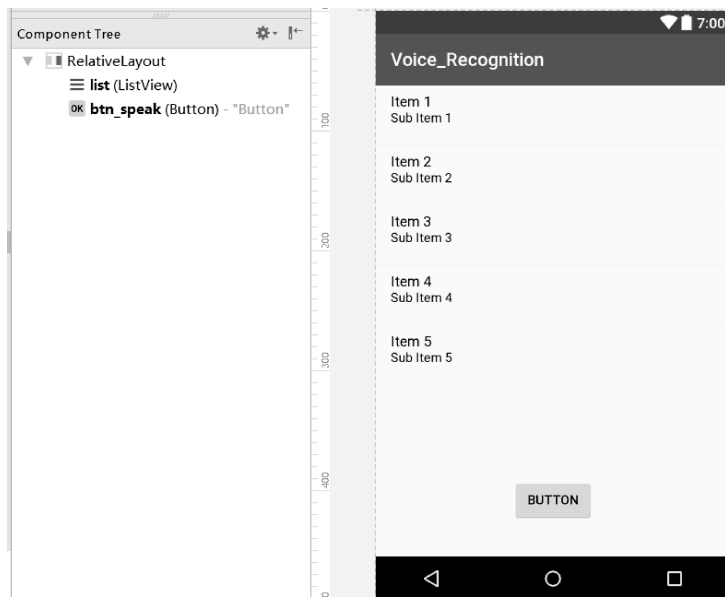 Component Tree
RelativeLayout
list (ListView)
OK btn_speak (Button) - "Button"
100
200
300
400
7:00
Voice_Recognition
Item 1
Sub Item 1
Item 2
Sub Item 2
Item 3
Sub Item 3
Item 4
Sub Item 4
Item 5
Sub Item 5
BUTTON